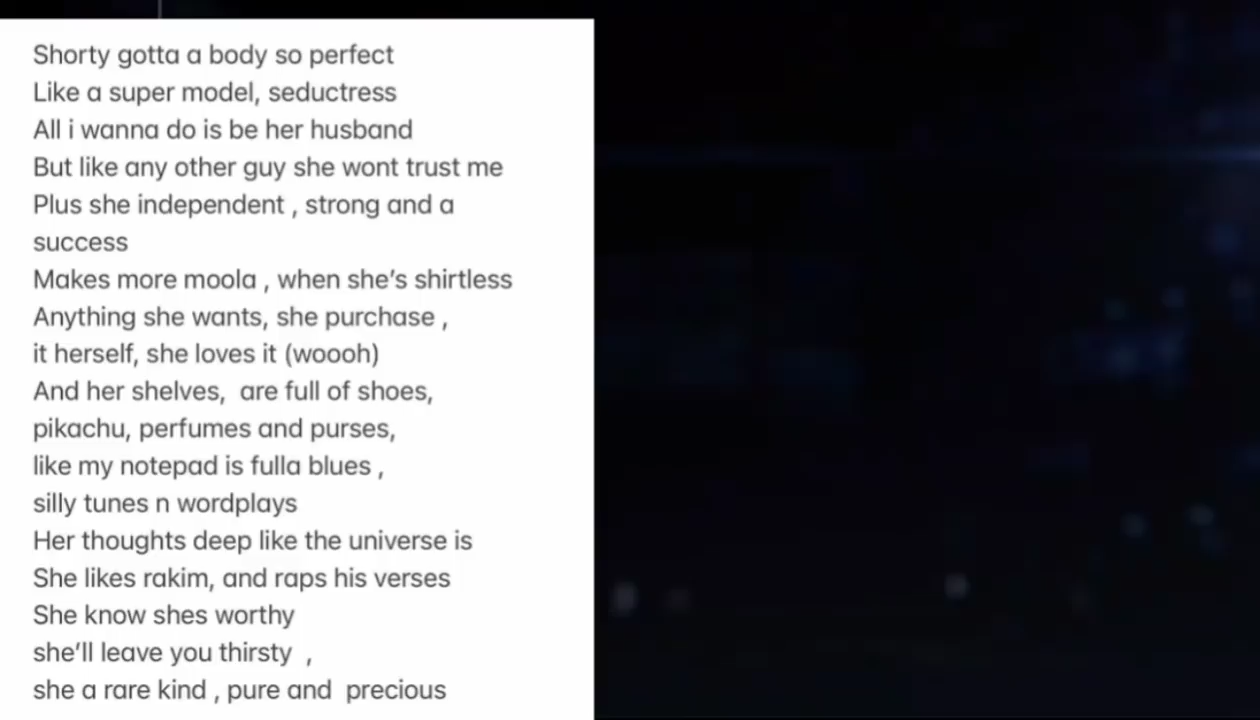 Shorty gotta a body so perfect
Like a super model, seductress
All i wanna do is be her husband
But like any other guy she wont trust me
Plus she independent , strong and a
success
Makes more moola , when she's shirtless
Anything she wants, she purchase ,
it herself, she loves it (woooh)
And her shelves,  are full of shoes,
pikachu, perfumes and purses,
like my notepad is fulla blues ,
silly tunes n wordplays
Her thoughts deep like the universe is
She likes rakim, and raps his verses
She know shes worthy
she'll leave you thirsty  ,
she a rare kind , pure and  precious